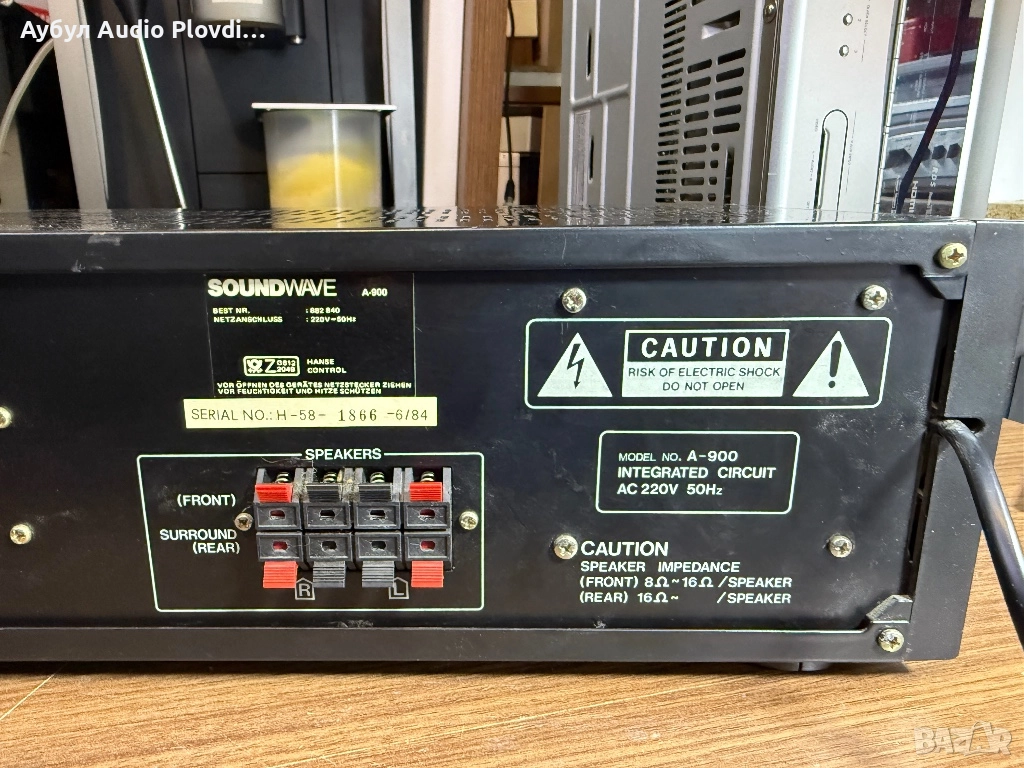 Аубул Audio Plovdi...
SOUNDWAVE A-900
BEST NR. : 882 840
NETZANSCHLUSS : 220V~50Hz
Z 0812 2049 HANSE CONTROL
VOR ÖFFNEN DES GERÄTES NETZSTECKER ZIEHEN
VOR FEUCHTIGKEIT UND HITZE SCHÜTZEN
SERIAL NO.: H-58- 1866 -6/84
SPEAKERS
(FRONT)
SURROUND
(REAR)
R L
CAUTION
RISK OF ELECTRIC SHOCK
DO NOT OPEN
MODEL NO. A-900
INTEGRATED CIRCUIT
AC 220V 50Hz
CAUTION
SPEAKER IMPEDANCE
(FRONT) 8Ω~16Ω /SPEAKER
(REAR) 16Ω~ /SPEAKER
BAZAR